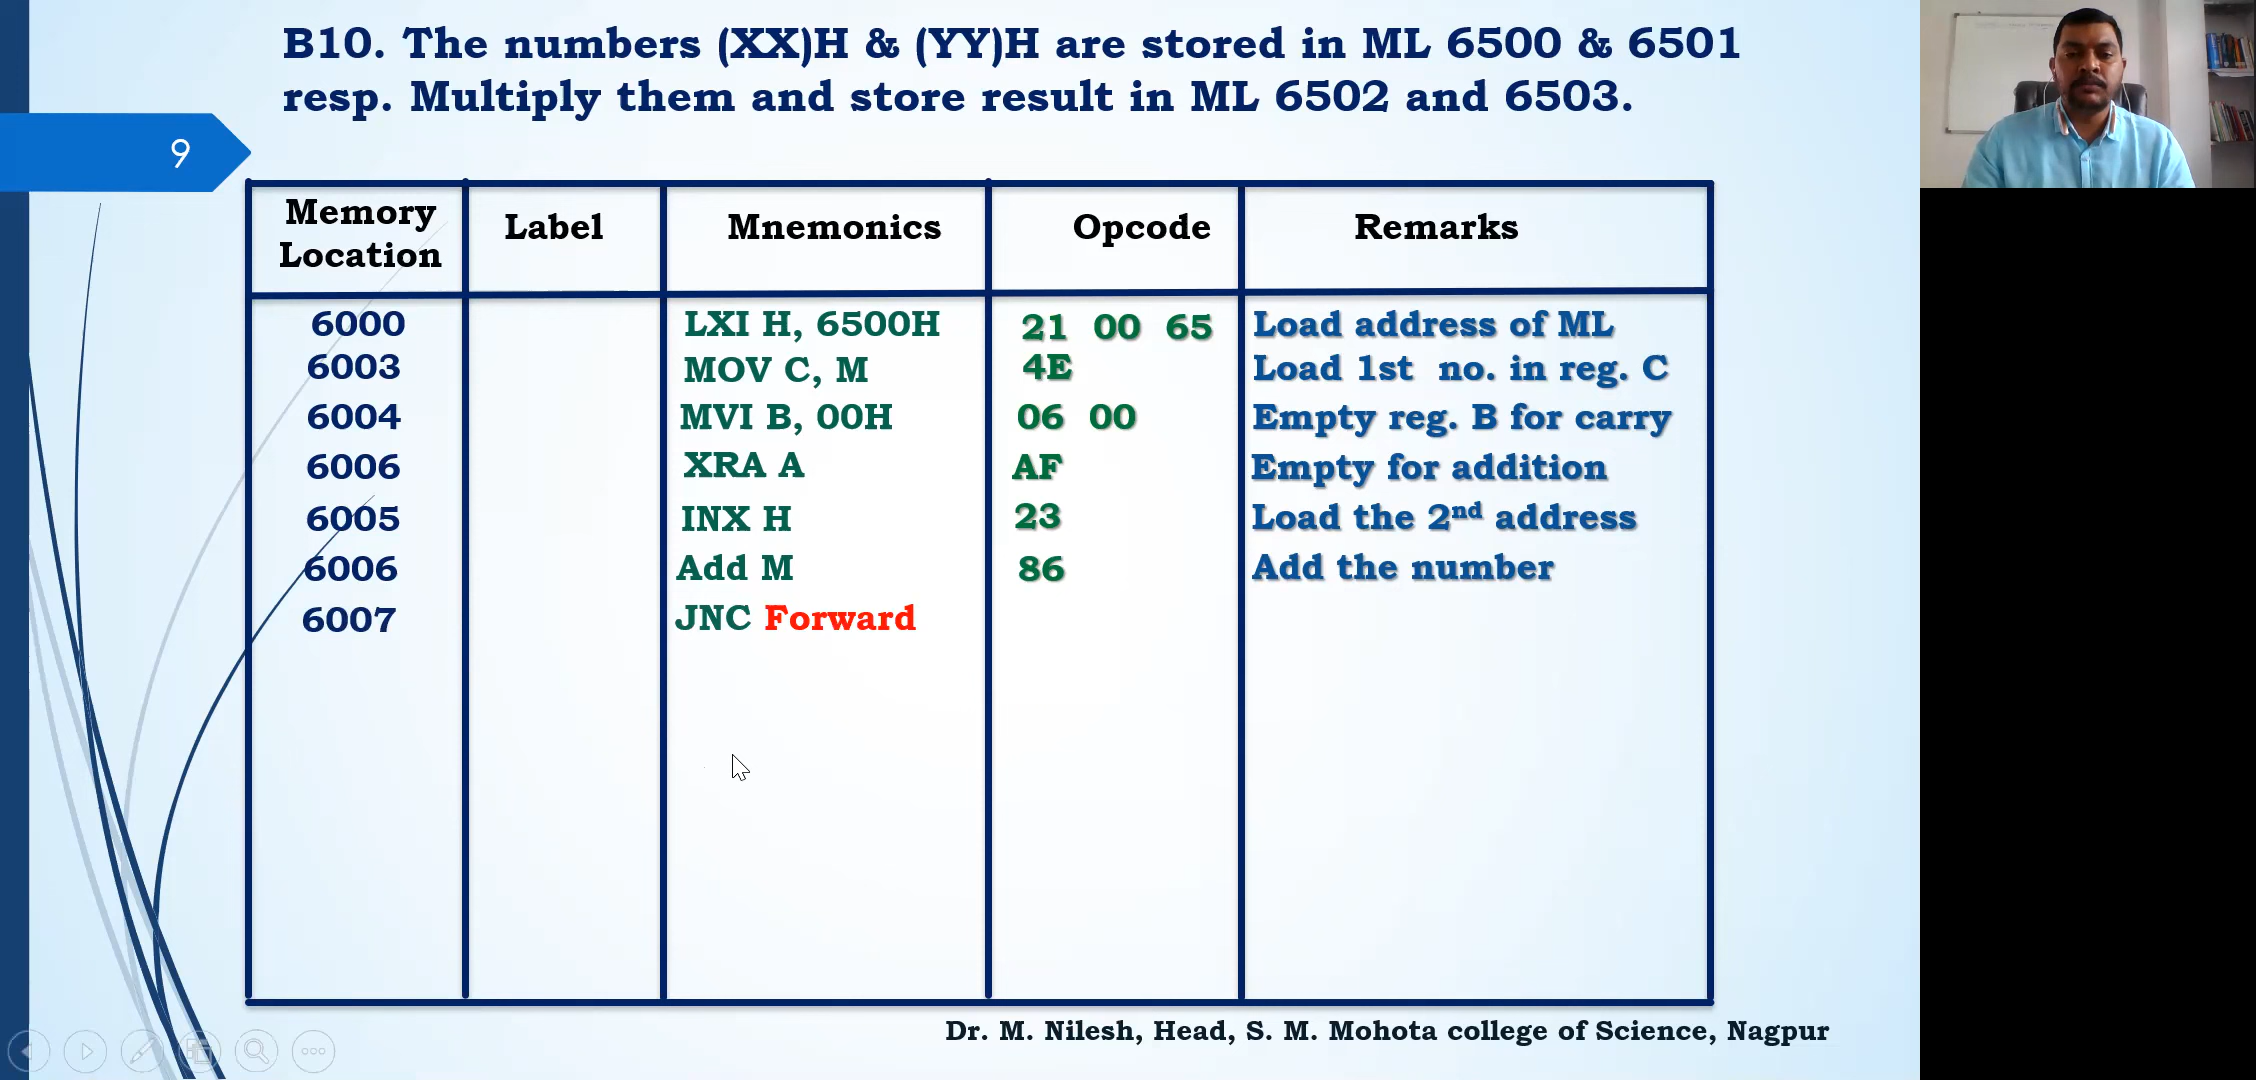 B10. The numbers (XX)H & (YY)H are stored in ML 6500 & 6501
resp. Multiply them and store result in ML 6502 and 6503.
9
Memory Location Label Mnemonics Opcode Remarks
6000 LXI H, 6500H 21 00 65 Load address of ML
6003 MOV C, M 4E Load 1st no. in reg. C
6004 MVI B, 00H 06 00 Empty reg. B for carry
6006 XRA A AF Empty for addition
6005 INX H 23 Load the 2nd address
6006 Add M 86 Add the number
6007 JNC Forward
Dr. M. Nilesh, Head, S. M. Mohota college of Science, Nagpur